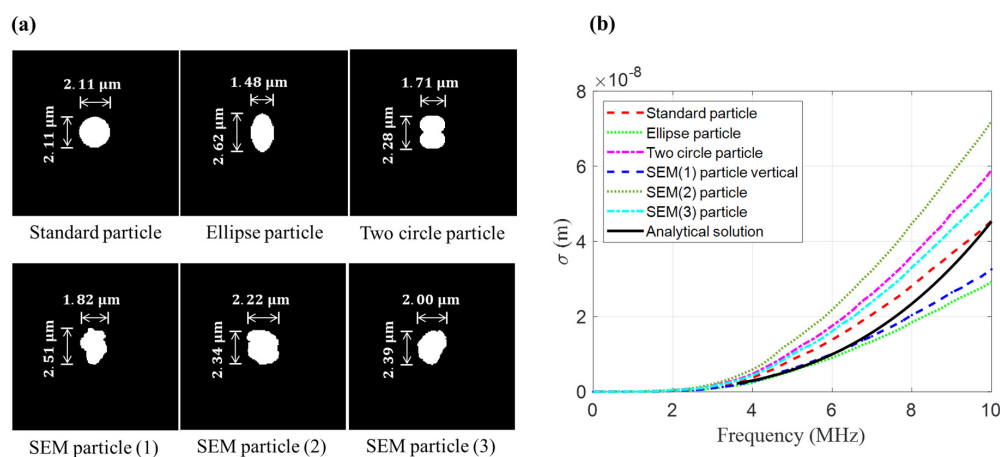 (a)
2.11 μm
2.11 μm
Standard particle
1.48 μm
2.62 μm
Ellipse particle
1.71 μm
2.28 μm
Two circle particle
1.82 μm
2.51 μm
SEM particle (1)
2.22 μm
2.34 μm
SEM particle (2)
2.00 μm
2.39 μm
SEM particle (3)
(b)
×10-8
8
6
4
2
0
σ (m)
Standard particle
Ellipse particle
Two circle particle
SEM(1) particle vertical
SEM(2) particle
SEM(3) particle
Analytical solution
0 2 4 6 8 10
Frequency (MHz)